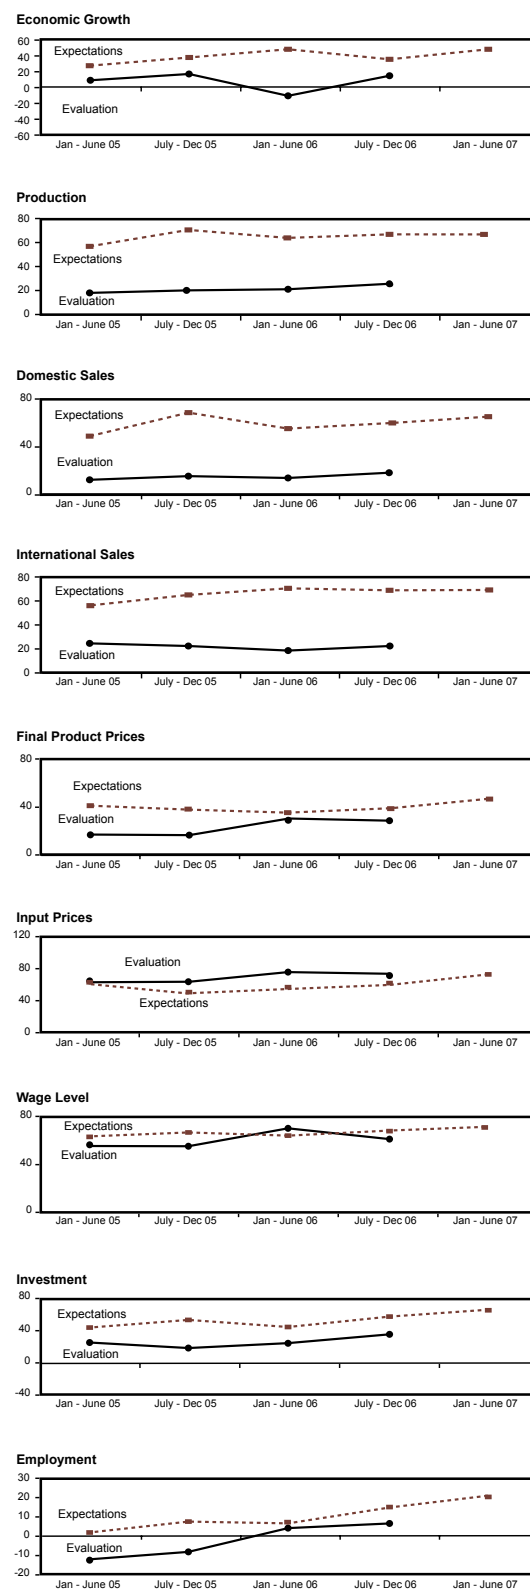 Economic Growth
60
Expectations
40
20
0
-20
Evaluation
-40
-60
Jan - June 05 July - Dec 05 Jan - June 06 July - Dec 06 Jan - June 07
Production
80
60
Expectations
40
20
Evaluation
0
Jan - June 05 July - Dec 05 Jan - June 06 July - Dec 06 Jan - June 07
Domestic Sales
80
Expectations
40
Evaluation
0
Jan - June 05 July - Dec 05 Jan - June 06 July - Dec 06 Jan - June 07
International Sales
80
Expectations
60
40
20
Evaluation
0
Jan - June 05 July - Dec 05 Jan - June 06 July - Dec 06 Jan - June 07
Final Product Prices
80
Expectations
40
Evaluation
0
Jan - June 05 July - Dec 05 Jan - June 06 July - Dec 06 Jan - June 07
Input Prices
120
Evaluation
80
40
Expectations
0
Jan - June 05 July - Dec 05 Jan - June 06 July - Dec 06 Jan - June 07
Wage Level
80
Expectations
Evaluation
40
0
Jan - June 05 July - Dec 05 Jan - June 06 July - Dec 06 Jan - June 07
Investment
80
Expectations
40
Evaluation
0
-40
Jan - June 05 July - Dec 05 Jan - June 06 July - Dec 06 Jan - June 07
Employment
30
20
Expectations
10
0
Evaluation
-10
-20
Jan - June 05 July - Dec 05 Jan - June 06 July - Dec 06 Jan - June 07